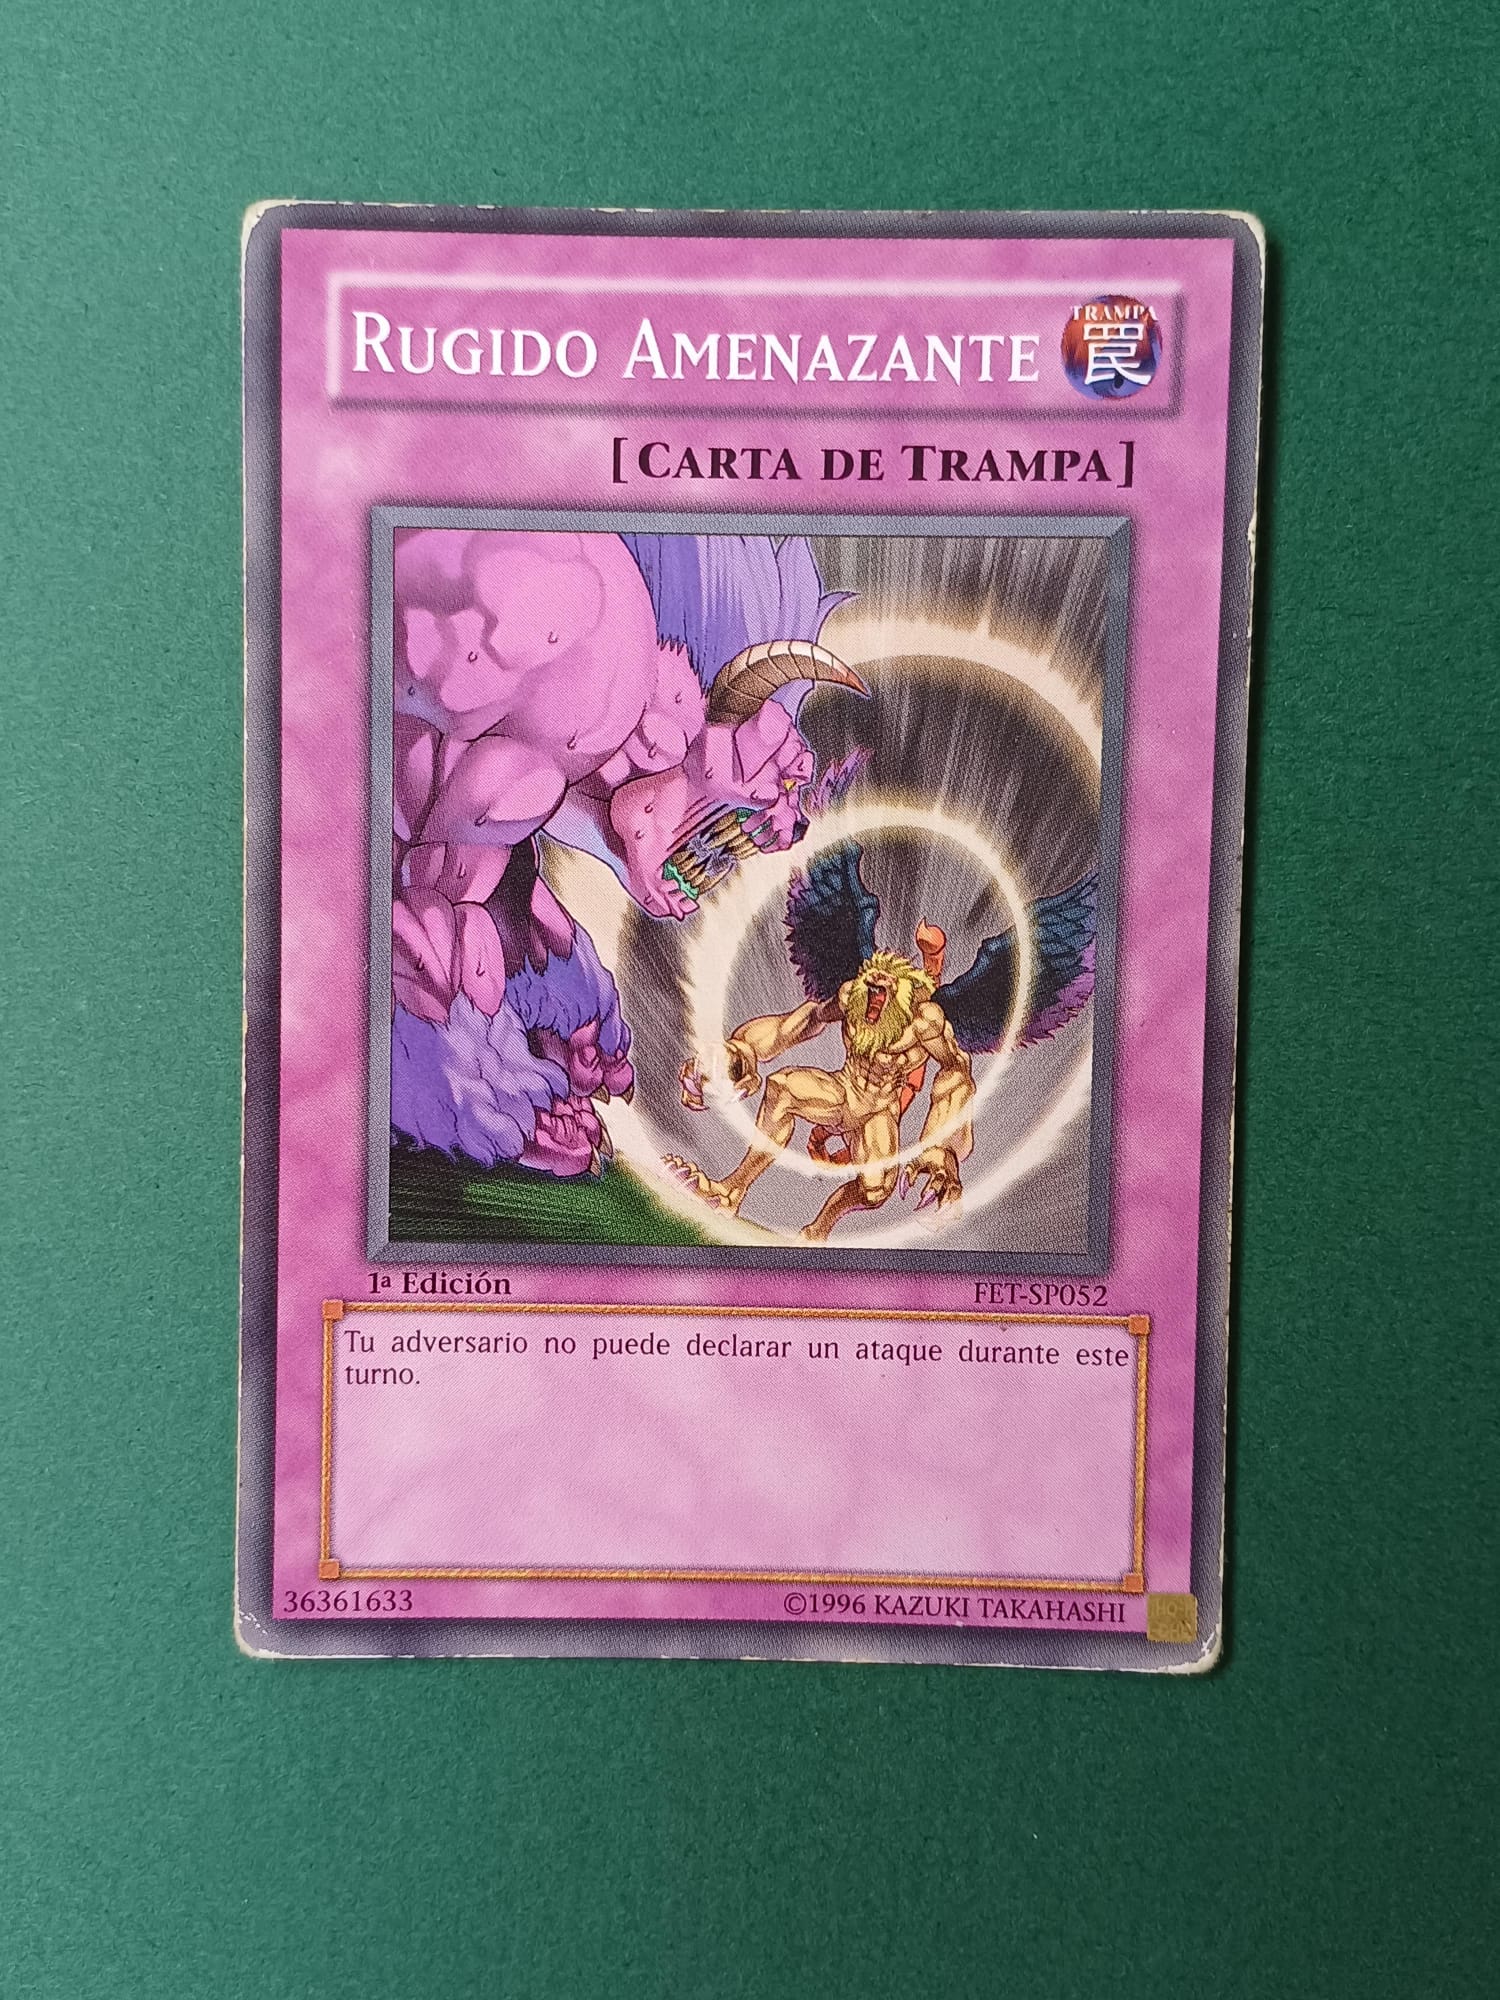 RUGIDO AMENAZANTE
TRAMPA
罠
[CARTA DE TRAMPA]
1ª Edición
FET-SP052
Tu adversario no puede declarar un ataque durante este
turno.
36361633
©1996 KAZUKI TAKAHASHI